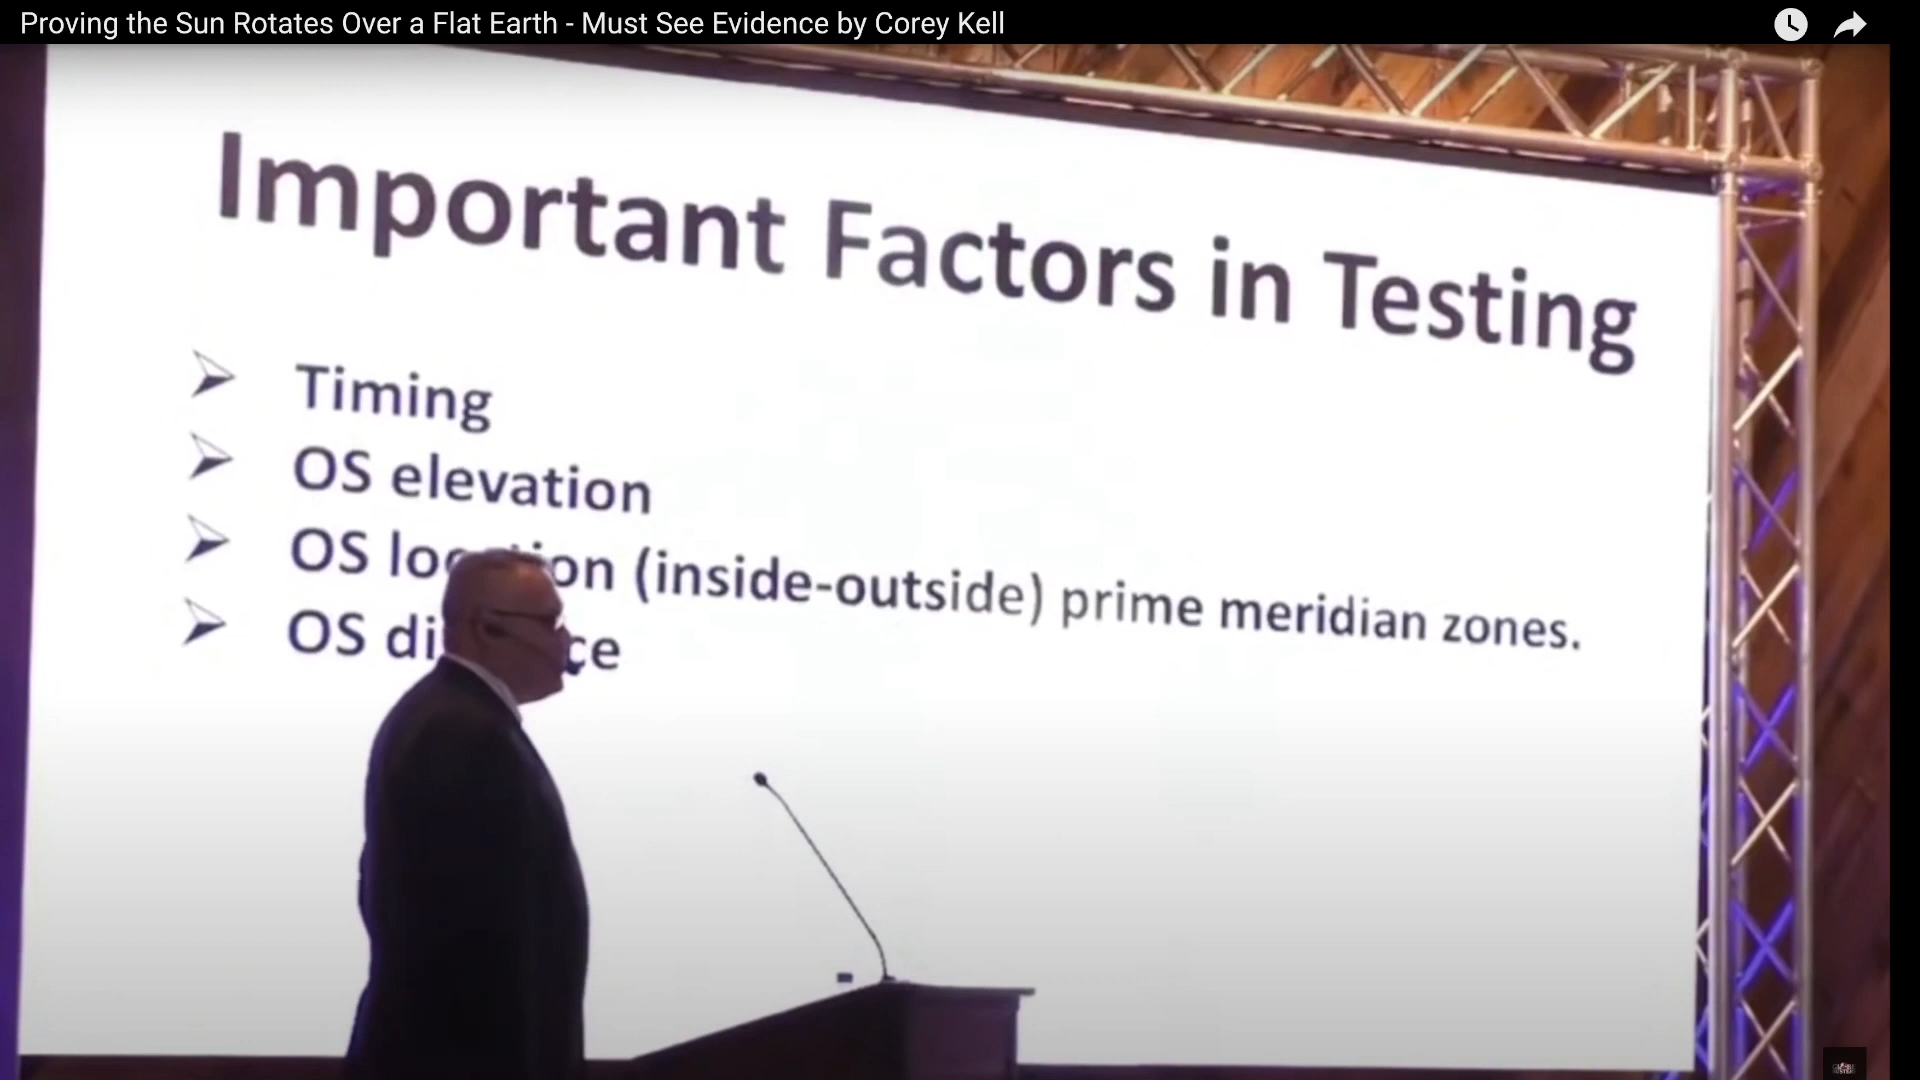 Proving the Sun Rotates Over a Flat Earth - Must See Evidence by Corey Kell
Important Factors in Testing
Timing
OS elevation
OS lo on (inside-outside) prime meridian zones.
OS di ce